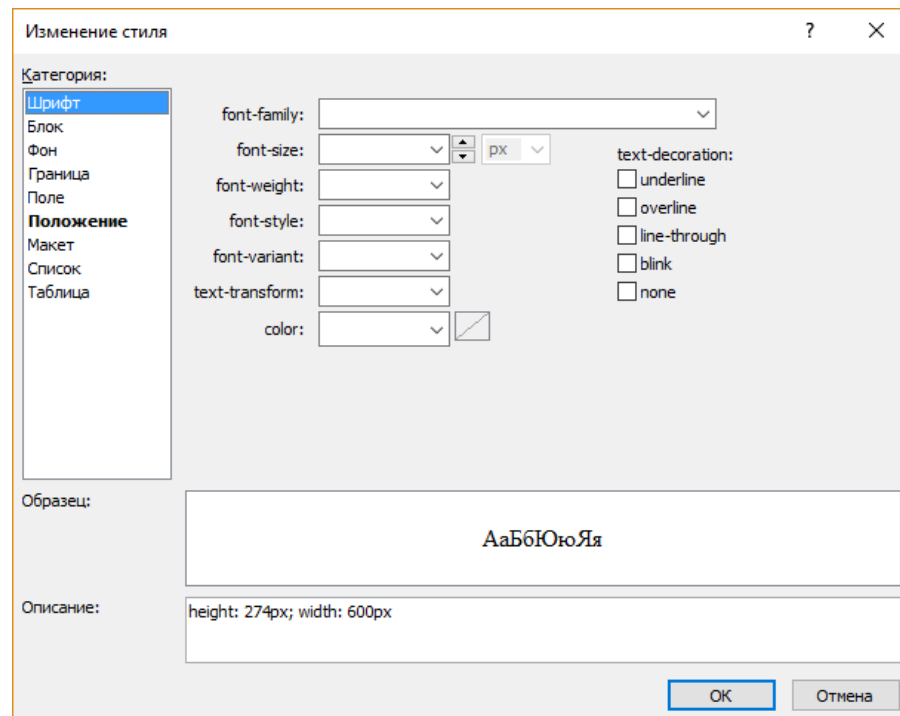 Изменение стиля
Категория:
Шрифт
Блок
Фон
Граница
Поле
Положение
Макет
Список
Таблица
font-family:
font-size: px
font-weight:
font-style:
font-variant:
text-transform:
color:
text-decoration:
underline
overline
line-through
blink
none
Образец:
АаБбЮюЯя
Описание:
height: 274px; width: 600px
ОК
Отмена